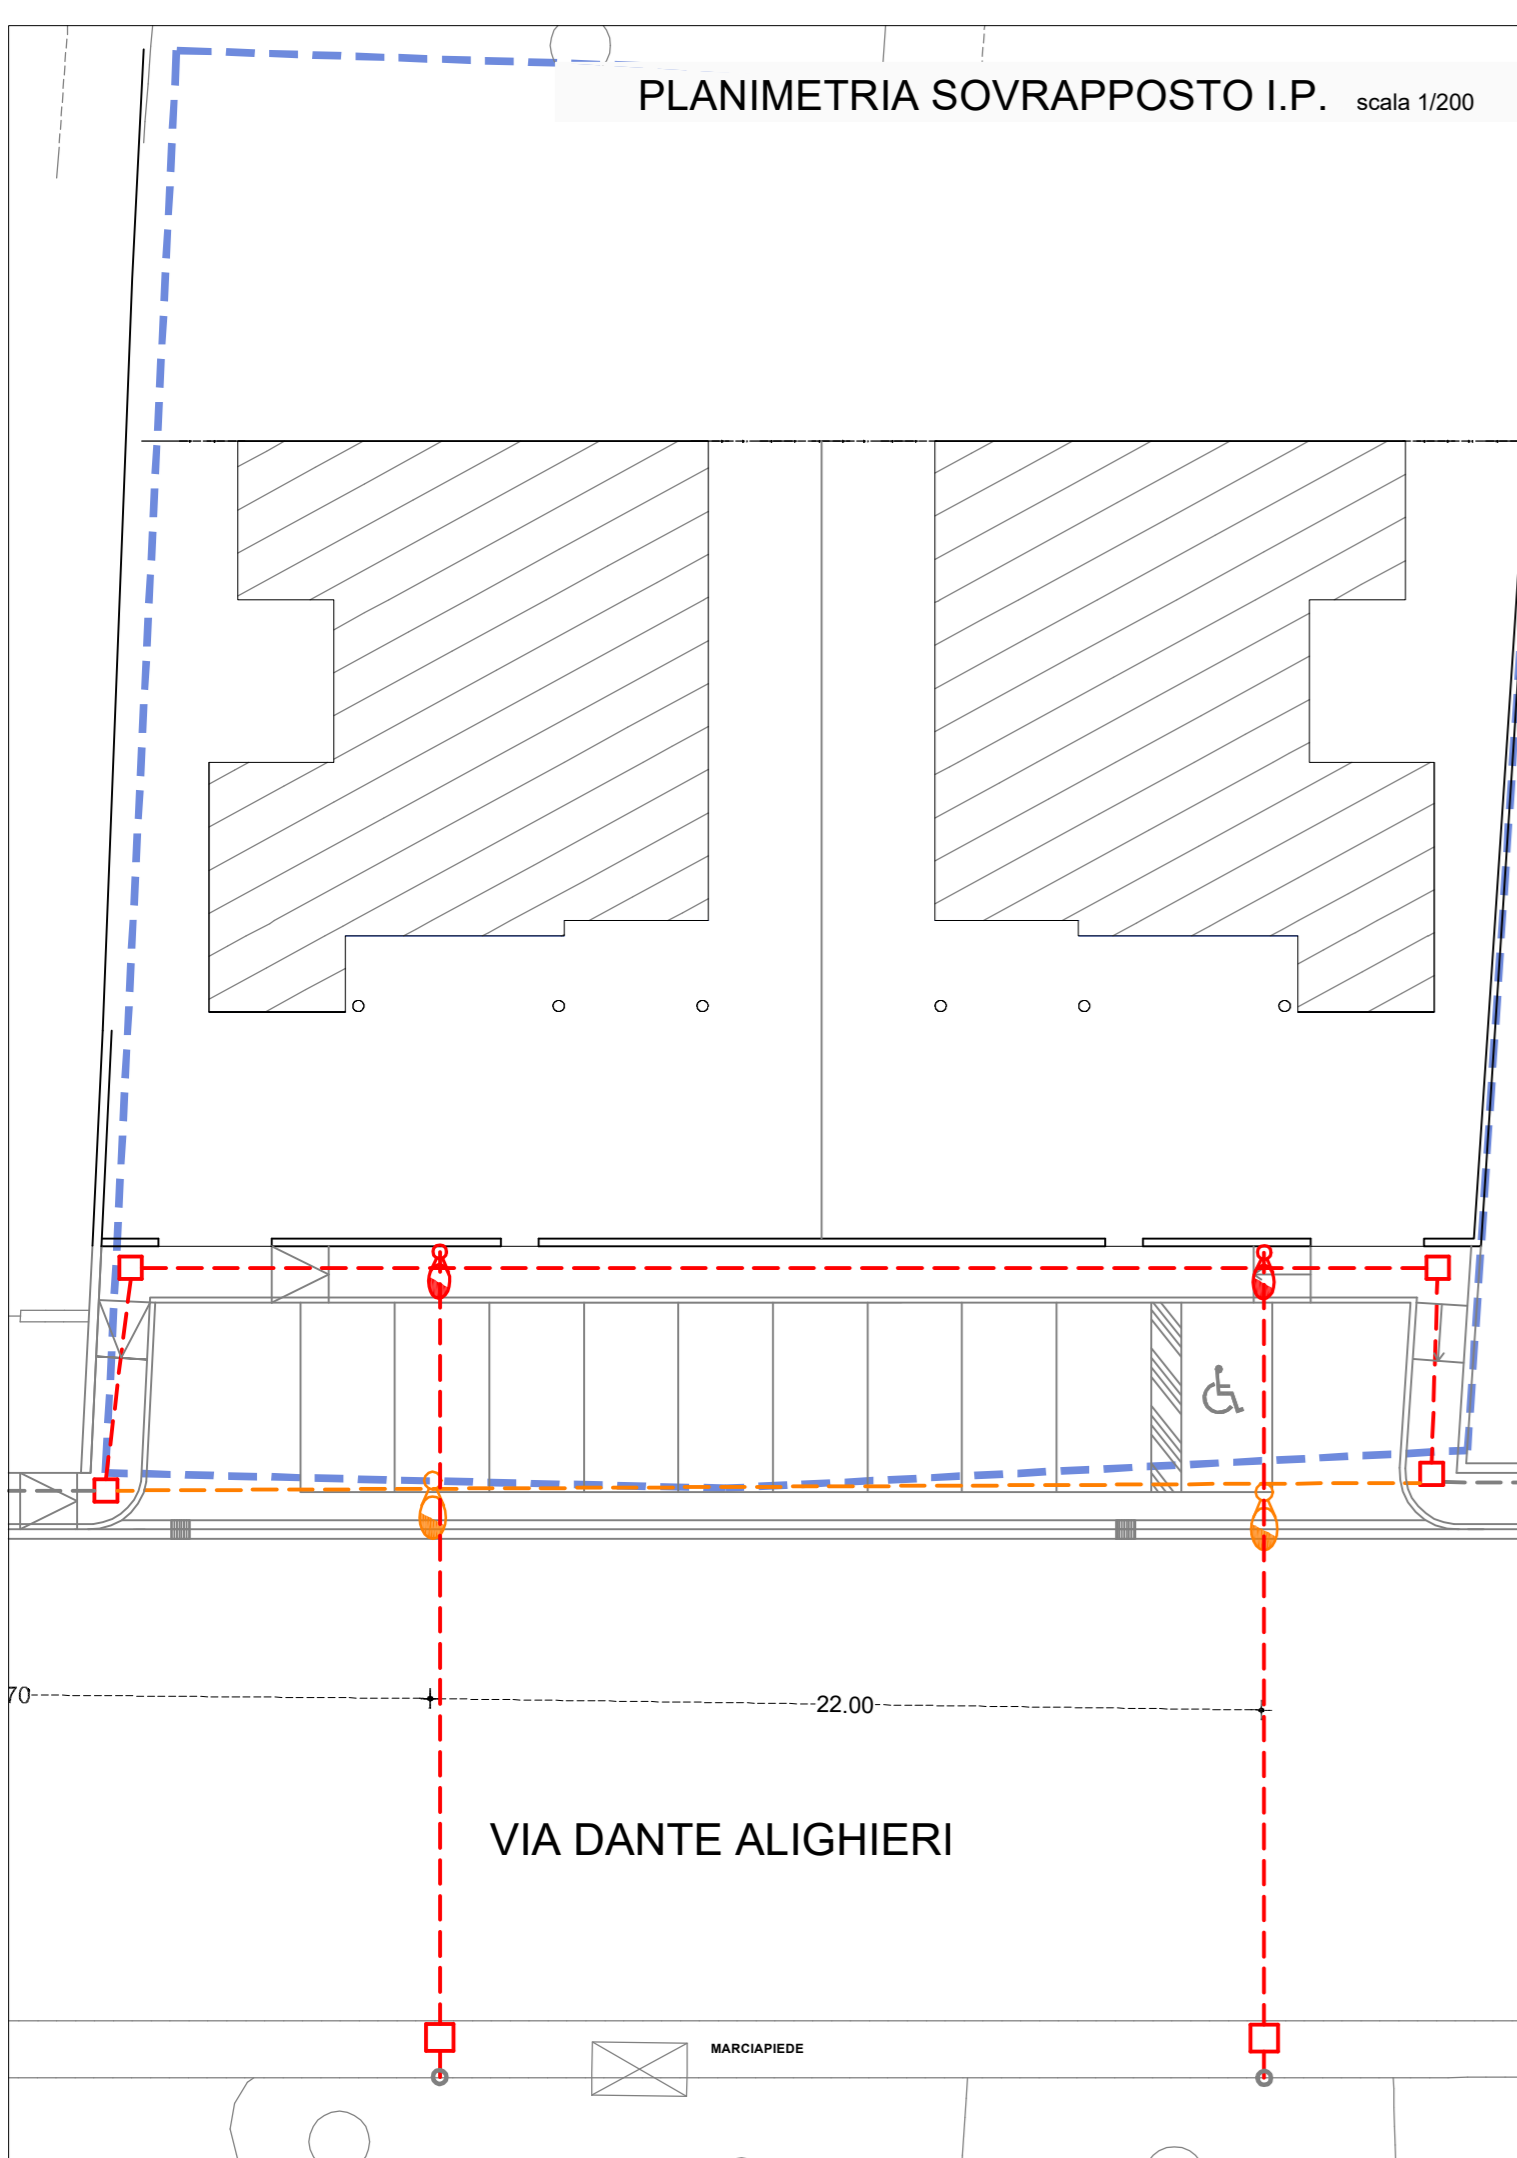 PLANIMETRIA SOVRAPPOSTO I.P. scala 1/200
70
22.00
VIA DANTE ALIGHIERI
MARCIAPIEDE